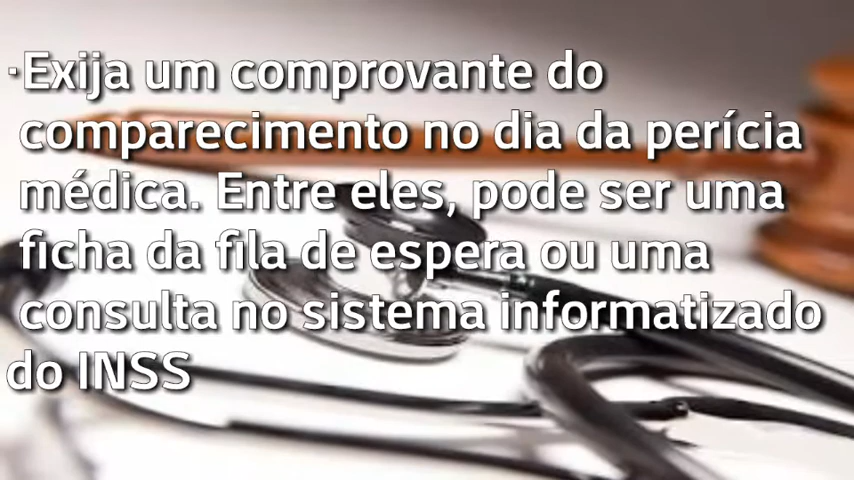 ·Exija um comprovante do
comparecimento no dia da perícia
médica. Entre eles, pode ser uma
ficha da fila de espera ou uma
consulta no sistema informatizado
do INSS